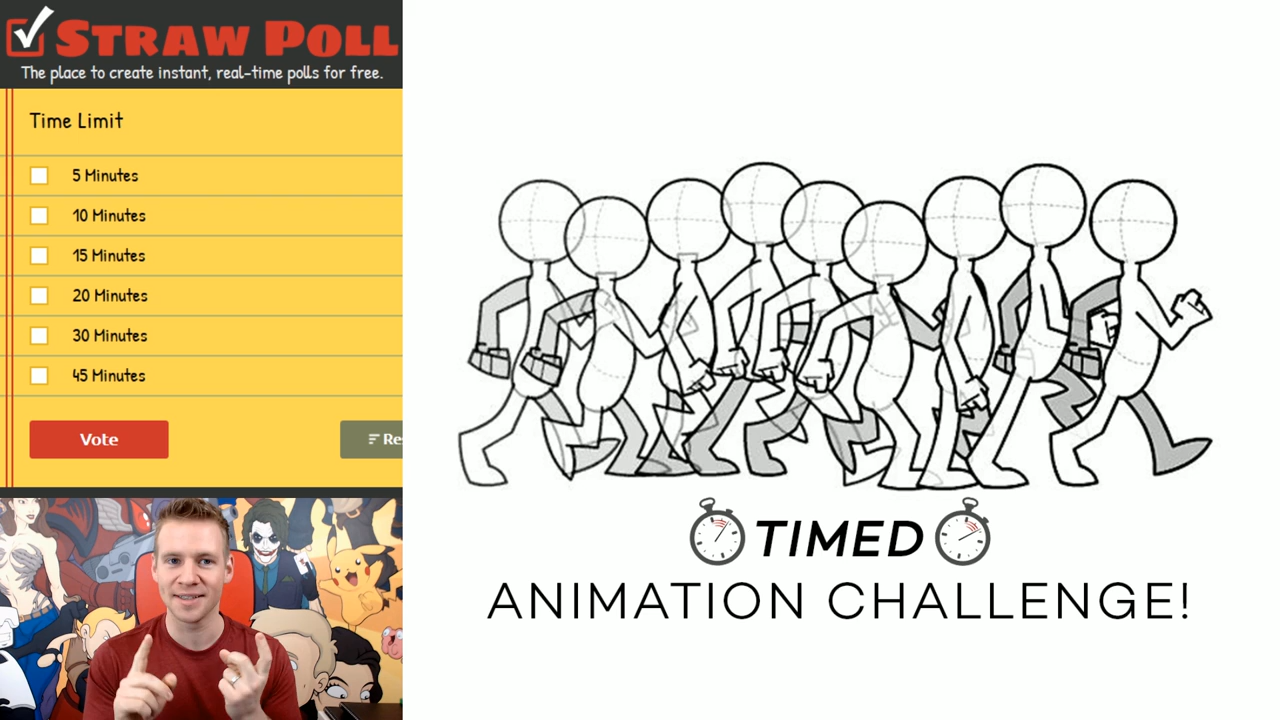 STRAW POLL
The place to create instant, real-time polls for free.
Time Limit
5 Minutes
10 Minutes
15 Minutes
20 Minutes
30 Minutes
45 Minutes
Vote
Re
TIMED
ANIMATION CHALLENGE!